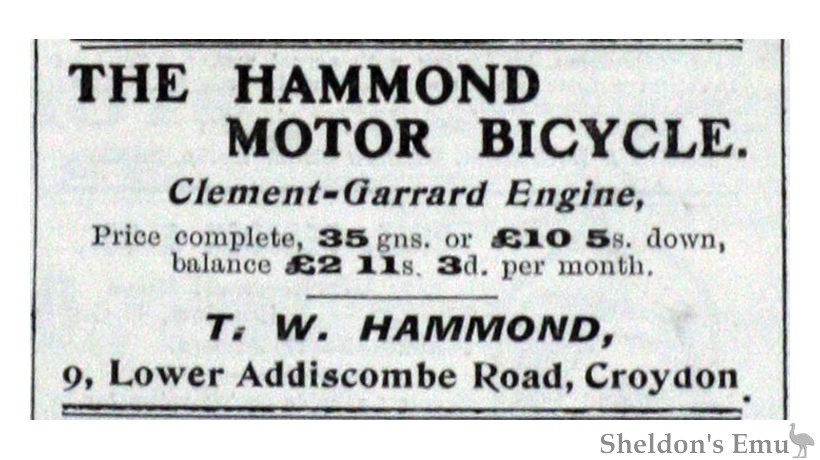 THE HAMMOND
MOTOR BICYCLE.
Clement-Garrard Engine,
Price complete, 35 gns. or £10 5s. down,
balance £2 11s. 3d. per month.
T. W. HAMMOND,
9, Lower Addiscombe Road, Croydon.
Sheldon's Emu